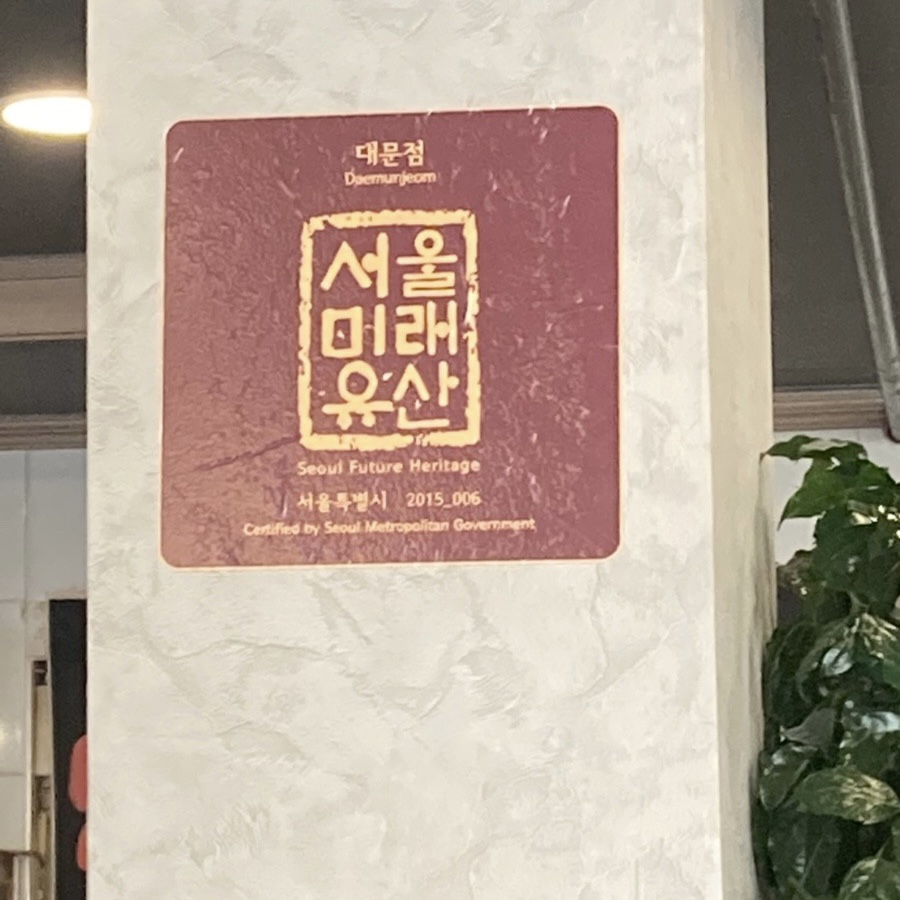 대문점
Daemunjeom
서울
미래
유산
Seoul Future Heritage
서울특별시 2015_006
Certified by Seoul Metropolitan Government